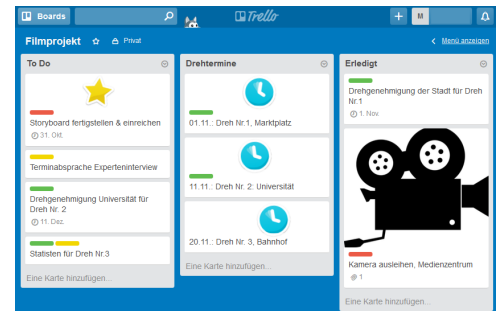 Boards
Trello
M
Filmprojekt
Privat
Menü anzeigen
To Do
Storyboard fertigstellen & einreichen
31. Okt.
Terminabsprache Experteninterview
Drehgenehmigung Universität für
Dreh Nr. 2
11. Dez.
Statisten für Dreh Nr.3
Eine Karte hinzufügen...
Drehtermine
01.11.: Dreh Nr.1, Marktplatz
11.11.: Dreh Nr. 2: Universität
20.11.: Dreh Nr. 3, Bahnhof
Eine Karte hinzufügen...
Erledigt
Drehgenehmigung der Stadt für Dreh
Nr.1
1. Nov.
Kamera ausleihen, Medienzentrum
1
Eine Karte hinzufügen...